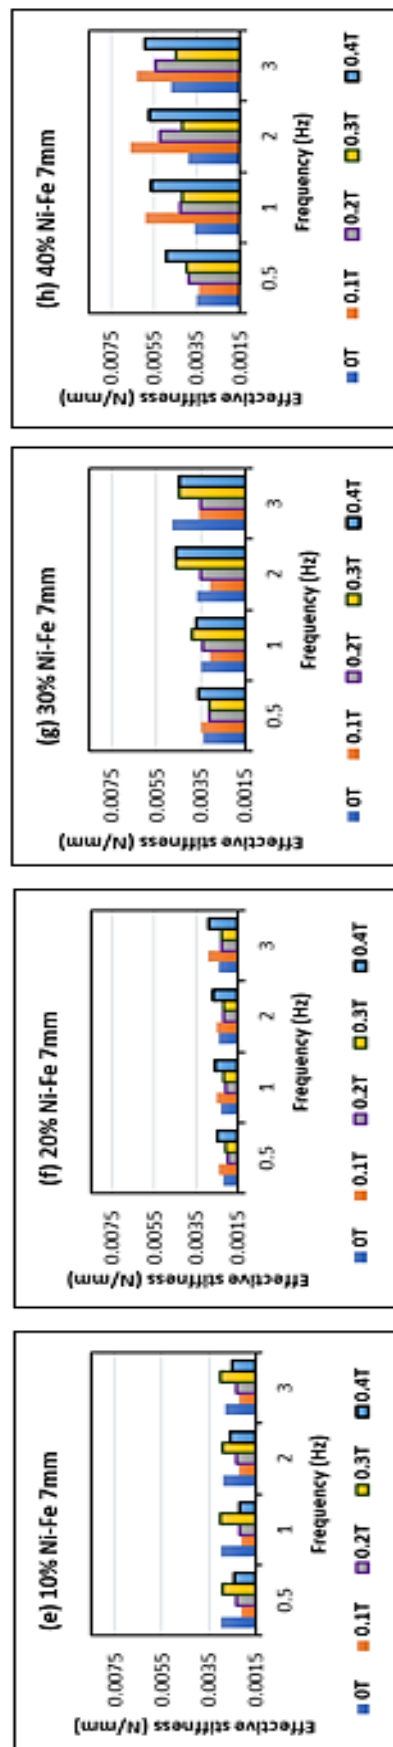 (e) 10% Ni-Fe 7mm
Effective stiffness (N/mm)
0.0075
0.0055
0.0035
0.0015
0.5 1 2 3
Frequency (Hz)
0T 0.1T 0.2T 0.3T 0.4T
(f) 20% Ni-Fe 7mm
Effective stiffness (N/mm)
0.0075
0.0055
0.0035
0.0015
0.5 1 2 3
Frequency (Hz)
0T 0.1T 0.2T 0.3T 0.4T
(g) 30% Ni-Fe 7mm
Effective stiffness (N/mm)
0.0075
0.0055
0.0035
0.0015
0.5 1 2 3
Frequency (Hz)
0T 0.1T 0.2T 0.3T 0.4T
(h) 40% Ni-Fe 7mm
Effective stiffness (N/mm)
0.0075
0.0055
0.0035
0.0015
0.5 1 2 3
Frequency (Hz)
0T 0.1T 0.2T 0.3T 0.4T